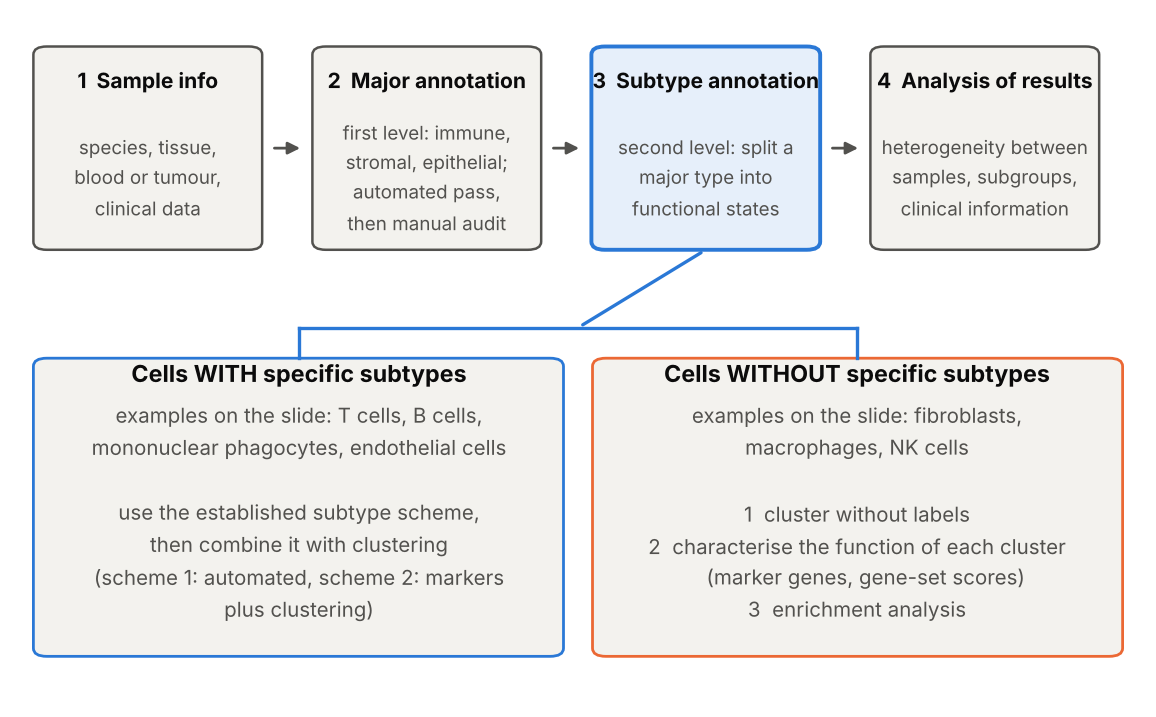 1 Sample info
species, tissue,
blood or tumour,
clinical data
2 Major annotation
first level: immune,
stromal, epithelial;
automated pass,
then manual audit
3 Subtype annotation
second level: split a
major type into
functional states
4 Analysis of results
heterogeneity between
samples, subgroups,
clinical information
Cells WITH specific subtypes
examples on the slide: T cells, B cells,
mononuclear phagocytes, endothelial cells
use the established subtype scheme,
then combine it with clustering
(scheme 1: automated, scheme 2: markers
plus clustering)
Cells WITHOUT specific subtypes
examples on the slide: fibroblasts,
macrophages, NK cells
1 cluster without labels
2 characterise the function of each cluster
(marker genes, gene-set scores)
3 enrichment analysis